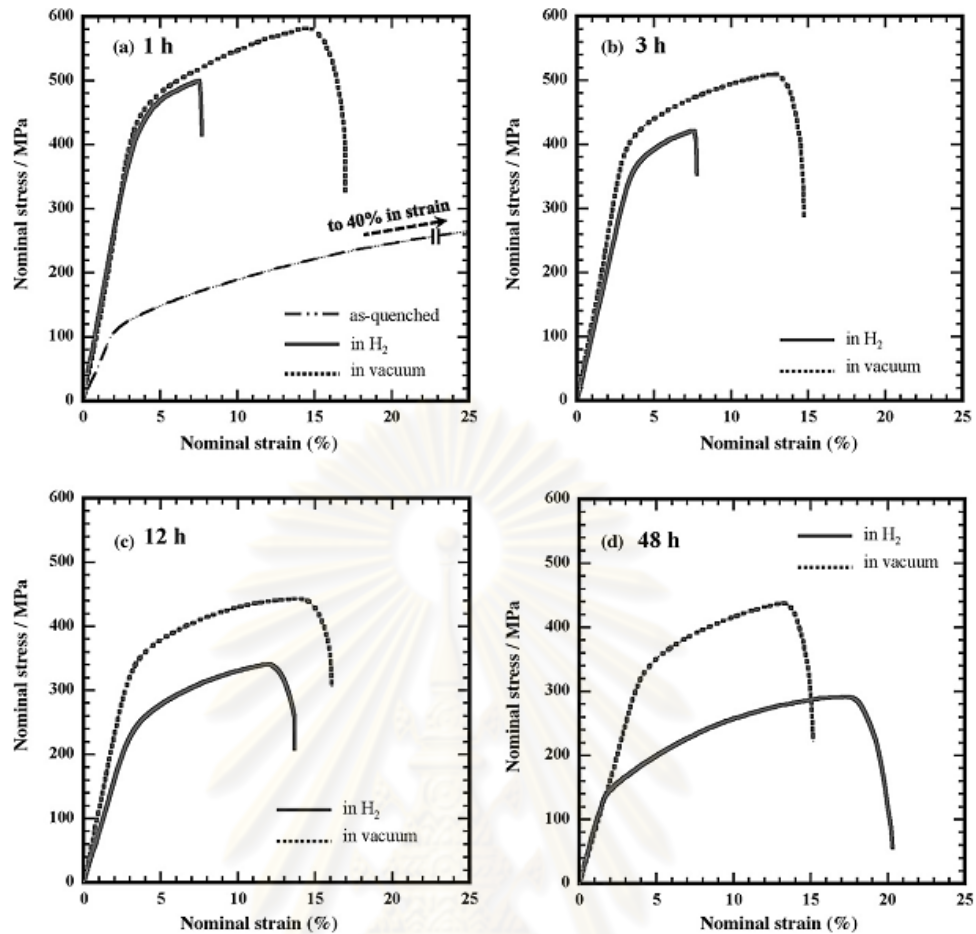 (a) 1 h
Nominal stress / MPa
600
500
400
300
200
100
0
to 40% in strain
as-quenched
in H₂
in vacuum
0 5 10 15 20 25
Nominal strain (%)
(b) 3 h
Nominal stress / MPa
600
500
400
300
200
100
0
in H₂
in vacuum
0 5 10 15 20 25
Nominal strain (%)
(c) 12 h
Nominal stress / MPa
600
500
400
300
200
100
0
in H₂
in vacuum
0 5 10 15 20 25
Nominal strain (%)
(d) 48 h
Nominal stress / MPa
600
500
400
300
200
100
0
in H₂
in vacuum
0 5 10 15 20 25
Nominal strain (%)